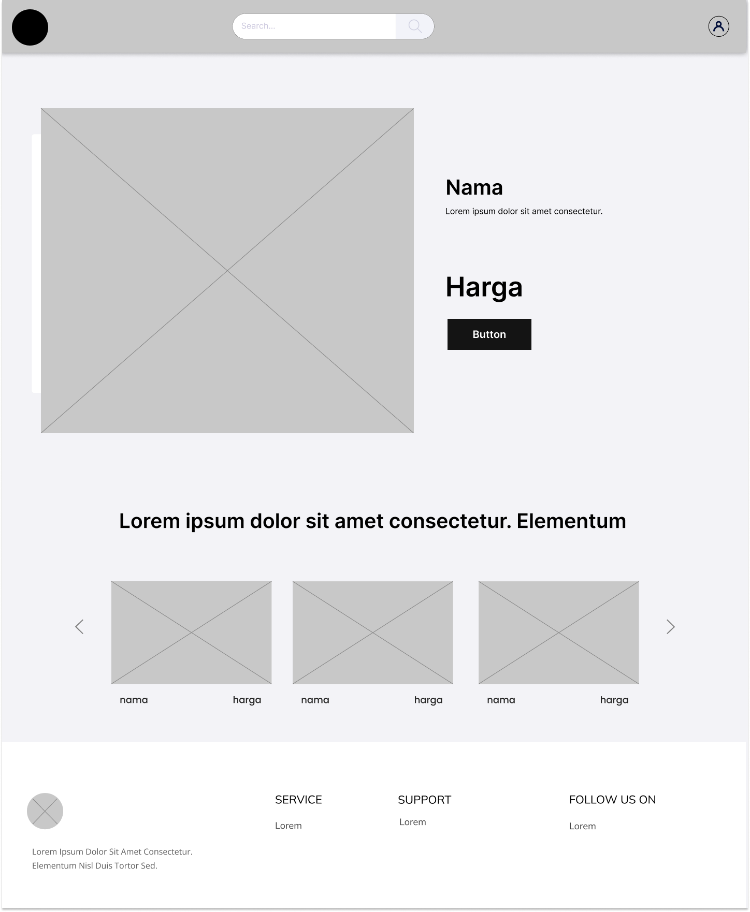 Search...
Nama
Lorem ipsum dolor sit amet consectetur.
Harga
Button
Lorem ipsum dolor sit amet consectetur. Elementum
nama harga nama harga nama harga
SERVICE SUPPORT FOLLOW US ON
Lorem Lorem Lorem
Lorem Ipsum Dolor Sit Amet Consectetur.
Elementum Nisl Duis Tortor Sed.